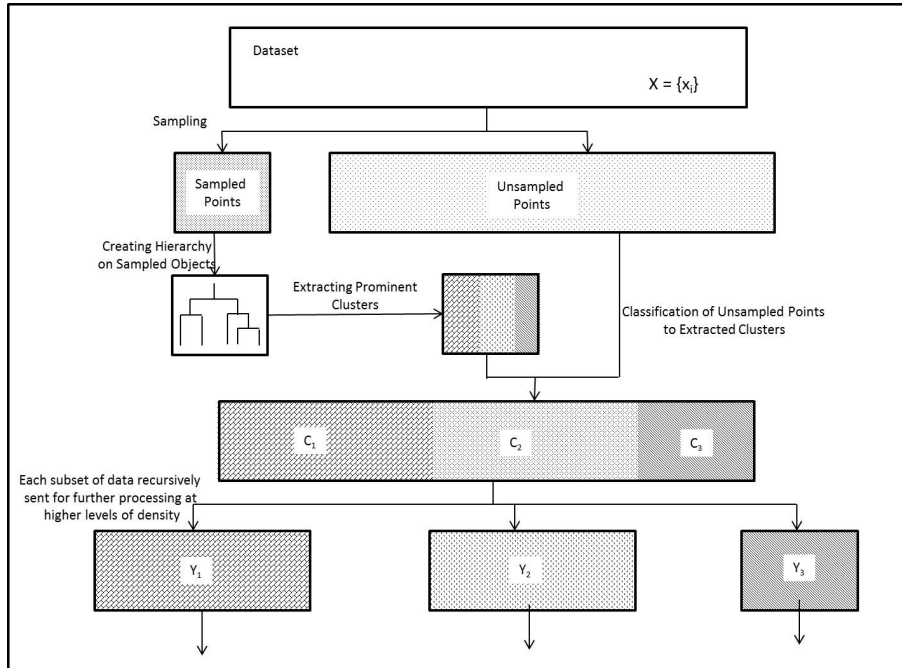 Dataset
X = {xᵢ}
Sampling
Sampled
Points
Unsampled
Points
Creating Hierarchy
on Sampled Objects
Extracting Prominent
Clusters
Classification of Unsampled Points
to Extracted Clusters
C₁
C₂
C₃
Each subset of data recursively
sent for further processing at
higher levels of density
Y₁
Y₂
Y₃